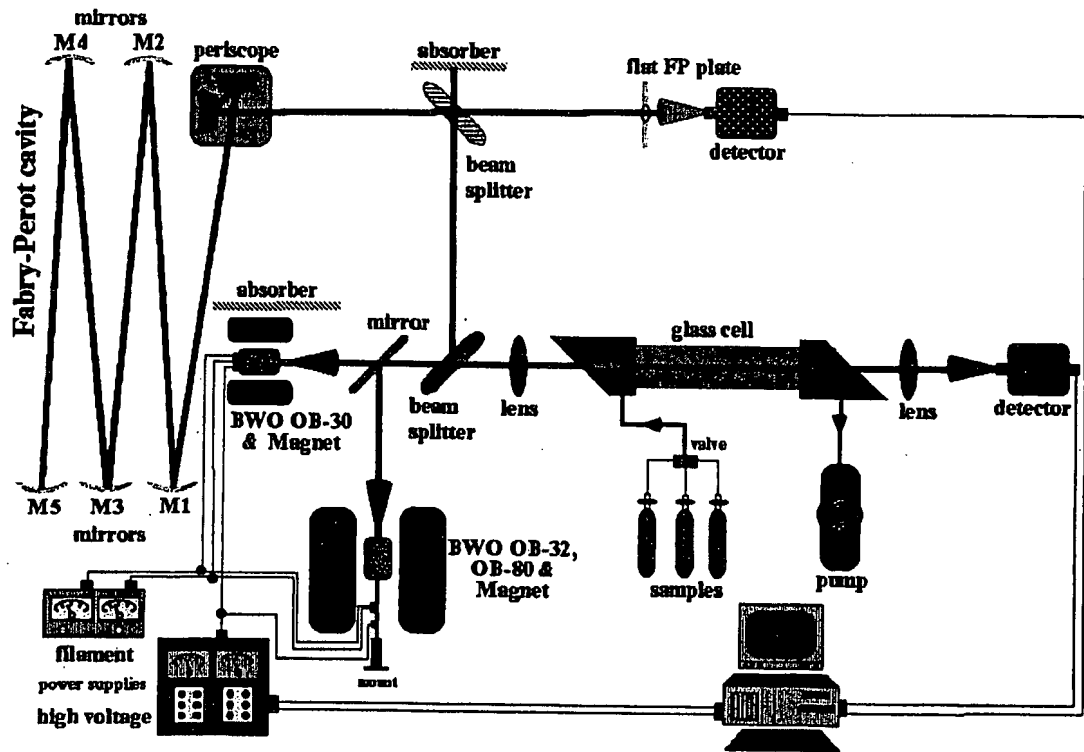 mirrors
M4
M2
periscope
absorber
flat FP plate
detector
beam
splitter
Fabry-Perot cavity
absorber
mirror
glass cell
BWO OB-30
& Magnet
beam
splitter
lens
lens
detector
valve
M5
M3
M1
mirrors
BWO OB-32,
OB-80 &
Magnet
samples
pump
filament
power supplies
high voltage
mount